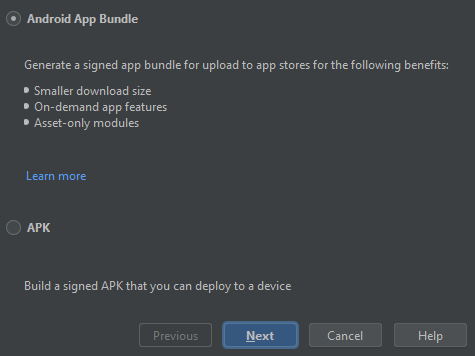 Android App Bundle
Generate a signed app bundle for upload to app stores for the following benefits:
Smaller download size
On-demand app features
Asset-only modules
Learn more
APK
Build a signed APK that you can deploy to a device
Previous Next Cancel Help